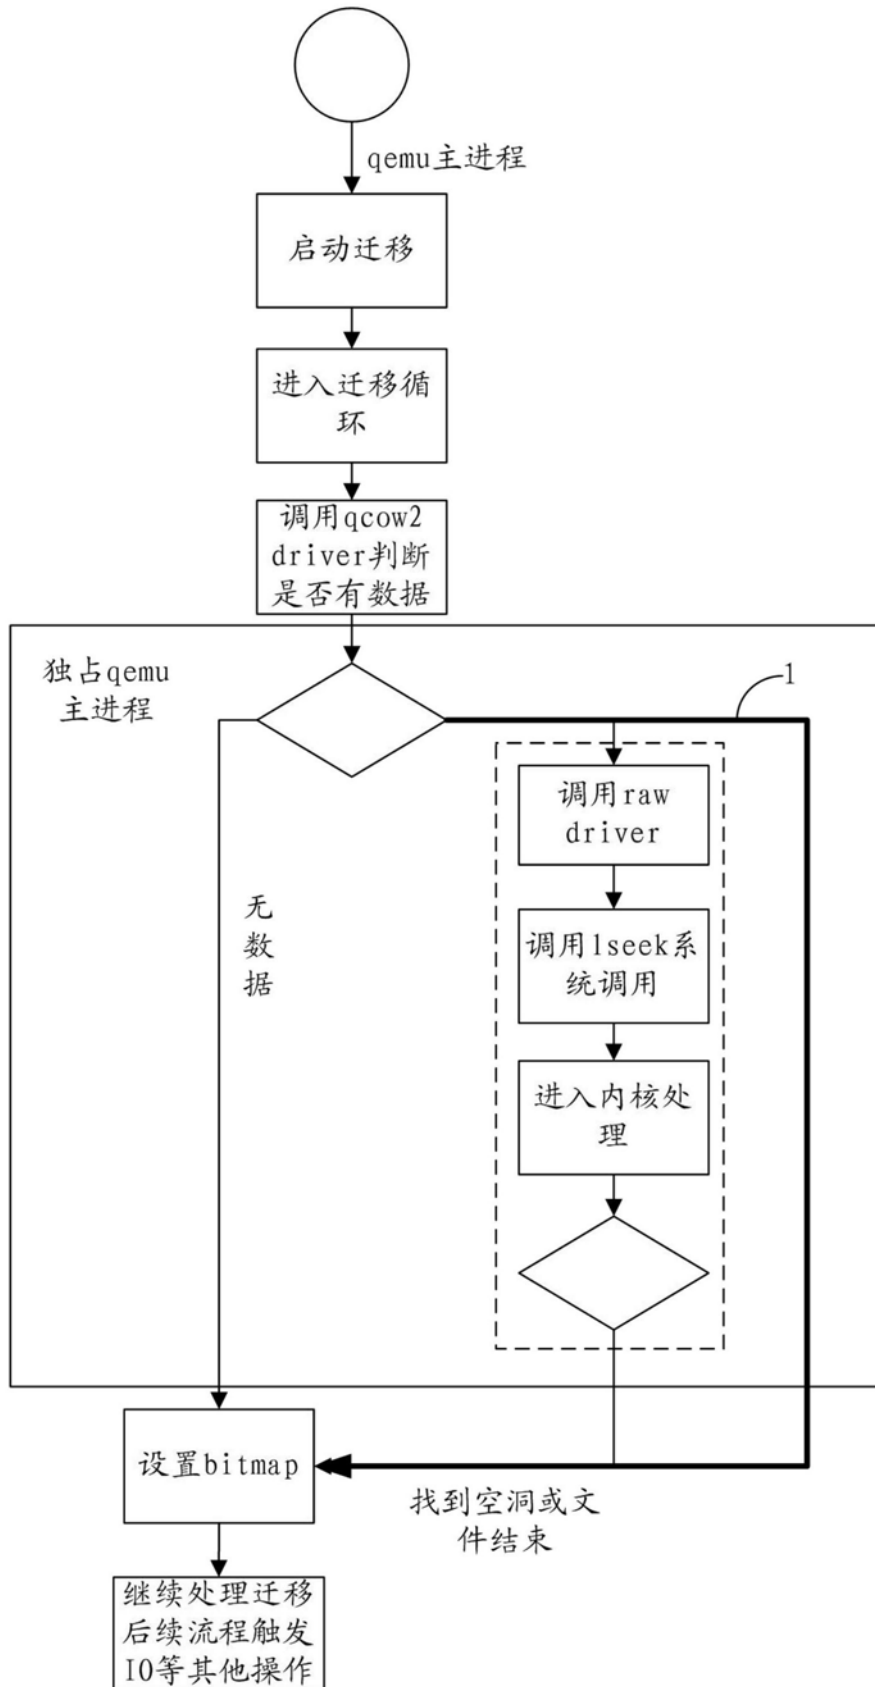 qemu主进程
启动迁移
进入迁移循
环
调用qcow2
driver判断
是否有数据
独占qemu
主进程
1
调用raw
driver
无
数
据
调用lseek系
统调用
进入内核处
理
设置bitmap
找到空洞或文
件结束
继续处理迁移
后续流程触发
IO等其他操作